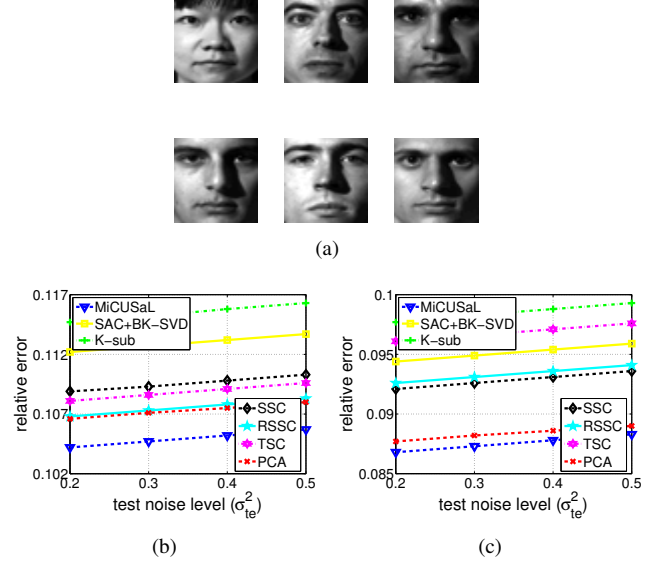 (a)
0.117
0.112
0.107
0.102
relative error
MiCUSaL
SAC+BK−SVD
K−sub
SSC
RSSC
TSC
PCA
0.2 0.3 0.4 0.5
test noise level (σ²te)
(b)
0.1
0.095
0.09
0.085
relative error
MiCUSaL
SAC+BK−SVD
K−sub
SSC
RSSC
TSC
PCA
0.2 0.3 0.4 0.5
test noise level (σ²te)
(c)